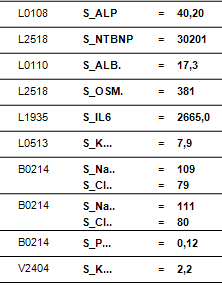 L0108 S_ALP = 40,20
L2518 S_NTBNP = 30201
L0110 S_ALB. = 17,3
L2518 S_OSM. = 381
L1935 S_IL6 = 2665,0
L0513 S_K... = 7,9
B0214 S_Na.. = 109
S_Cl.. = 79
B0214 S_Na.. = 111
S_Cl.. = 80
B0214 S_P... = 0,12
V2404 S_K... = 2,2